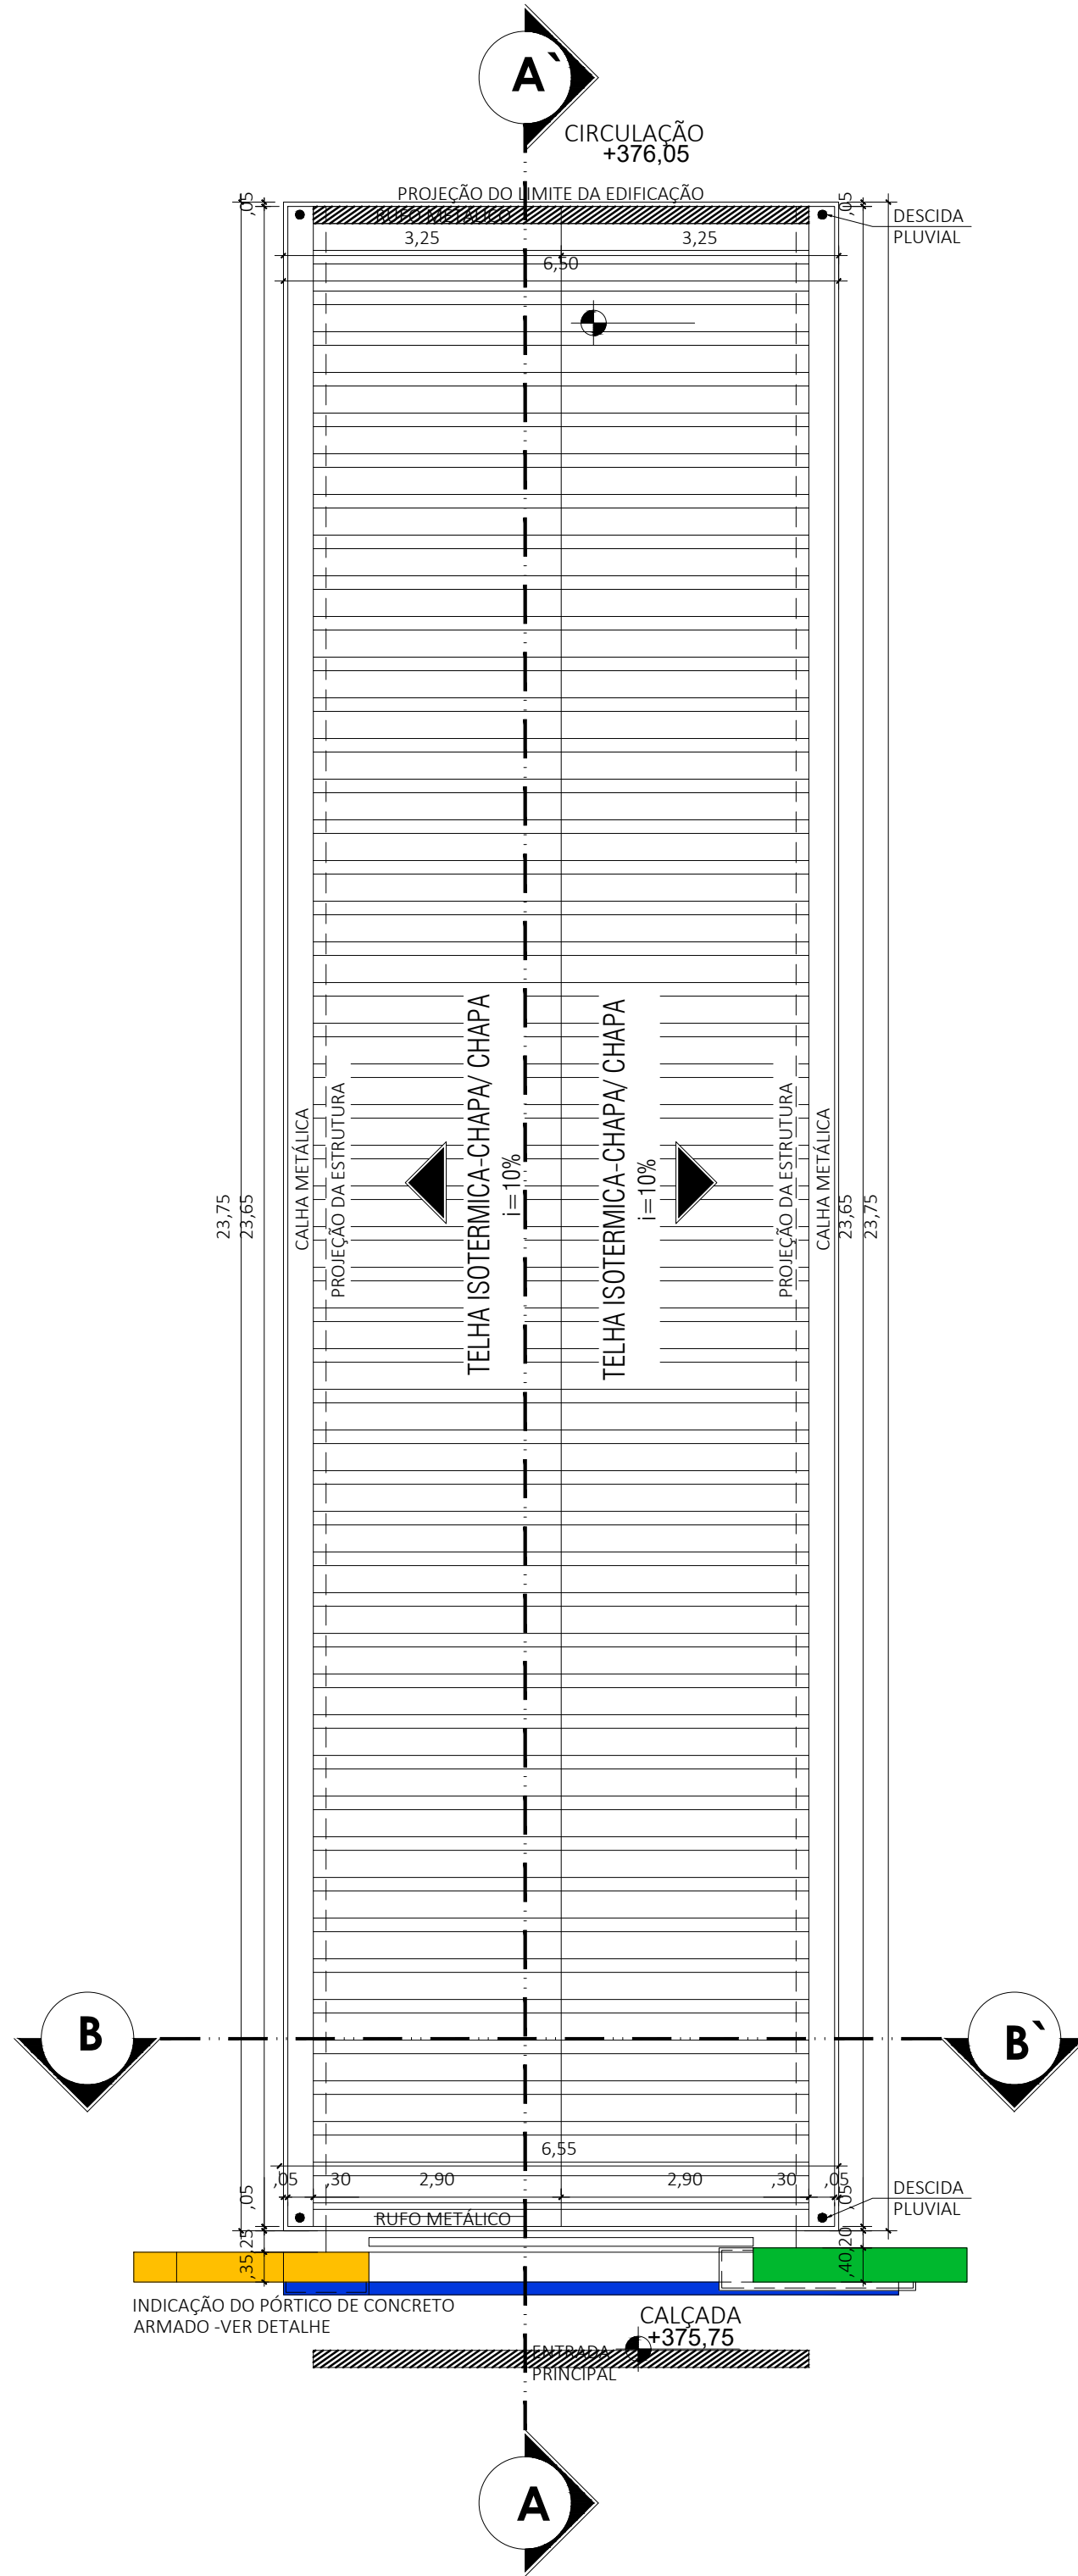 A`
CIRCULAÇÃO
+376,05
PROJEÇÃO DO LIMITE DA EDIFICAÇÃO
,05
RUFO METÁLICO
,05
DESCIDA
PLUVIAL
3,25
3,25
6,50
TELHA ISOTERMICA-CHAPA/ CHAPA
i=10%
TELHA ISOTERMICA-CHAPA/ CHAPA
i=10%
23,75
23,65
CALHA METÁLICA
PROJEÇÃO DA ESTRUTURA
PROJEÇÃO DA ESTRUTURA
CALHA METÁLICA
23,65
23,75
B
B`
6,55
,05
,30
2,90
2,90
,30
,05
,05
,05
DESCIDA
PLUVIAL
RUFO METÁLICO
,25
,35
,20
,40
INDICAÇÃO DO PÓRTICO DE CONCRETO
ARMADO -VER DETALHE
CALÇADA
+375,75
ENTRADA
PRINCIPAL
A